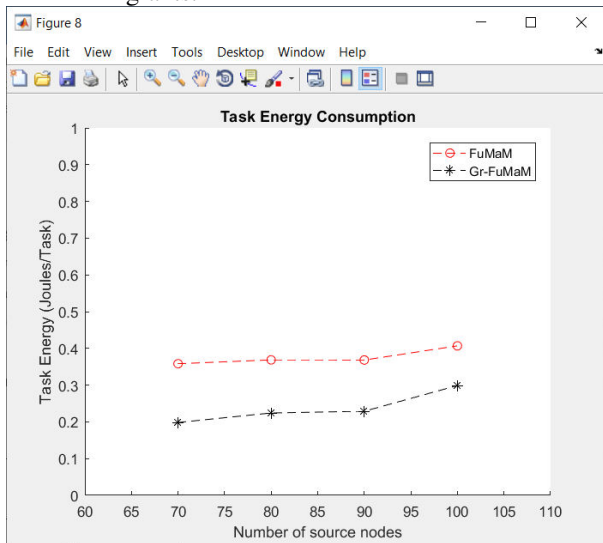 Figure 8
File Edit View Insert Tools Desktop Window Help
Task Energy Consumption
FuMaM
Gr-FuMaM
Task Energy (Joules/Task)
1
0.9
0.8
0.7
0.6
0.5
0.4
0.3
0.2
0.1
0
60 65 70 75 80 85 90 95 100 105 110
Number of source nodes